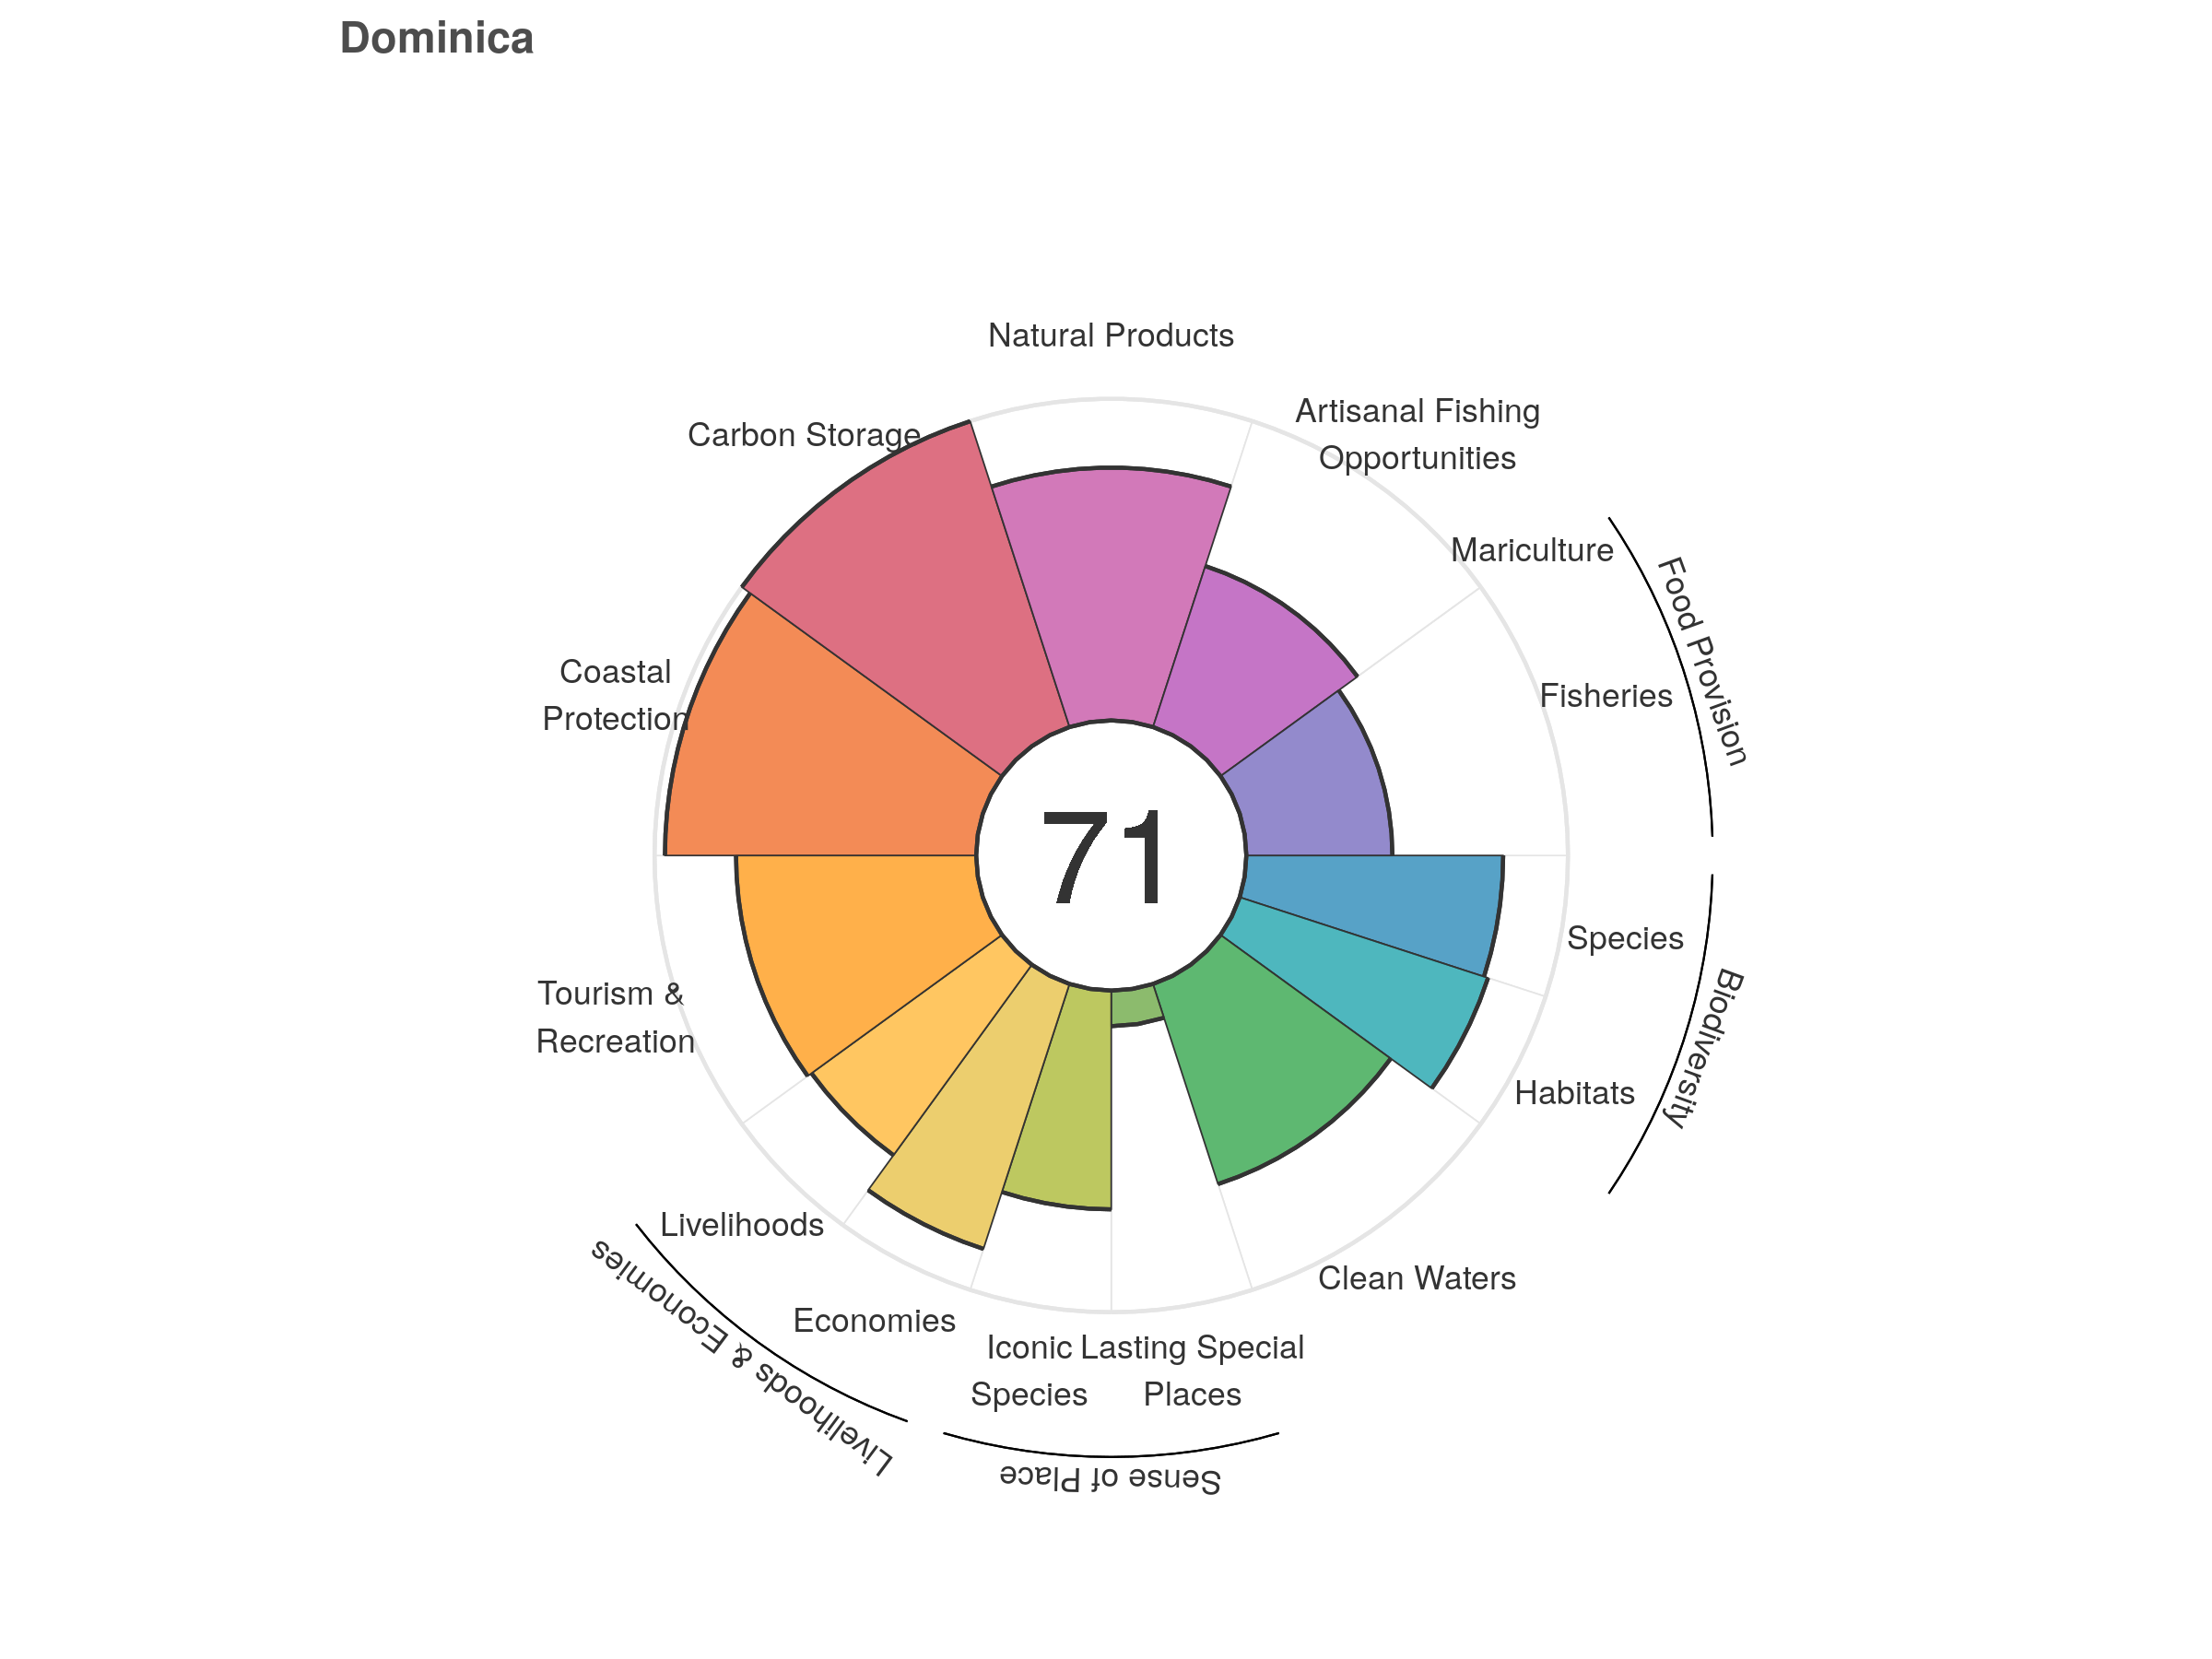 Dominica
Natural Products
Artisanal Fishing
Opportunities
Carbon Storage
Mariculture
Food Provision
Fisheries
Coastal
Protection
71
Species
Biodiversity
Habitats
Tourism &
Recreation
Livelihoods
Livelihoods & Economies
Clean Waters
Economies
Iconic
Species
Lasting Special
Places
Sense of Place